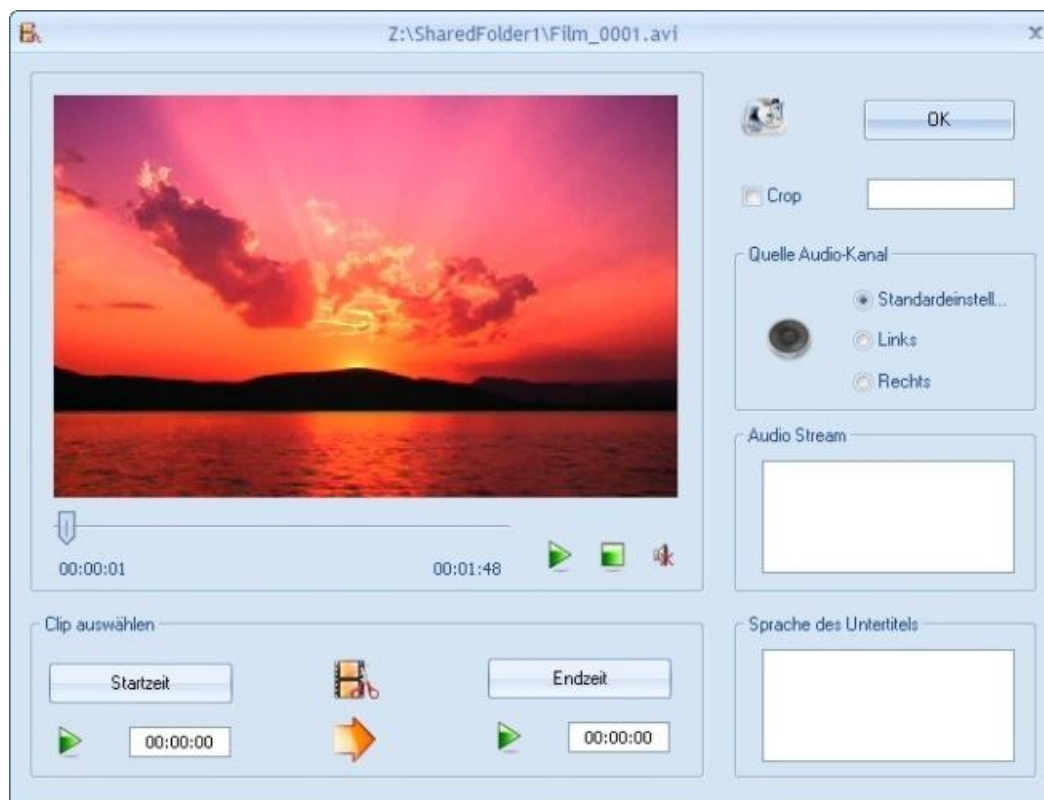 Z:\SharedFolder1\Film_0001.avi
OK
Crop
Quelle Audio-Kanal
Standardeinstell...
Links
Rechts
00:00:01
00:01:48
Audio Stream
Clip auswählen
Startzeit
Endzeit
00:00:00
00:00:00
Sprache des Untertitels